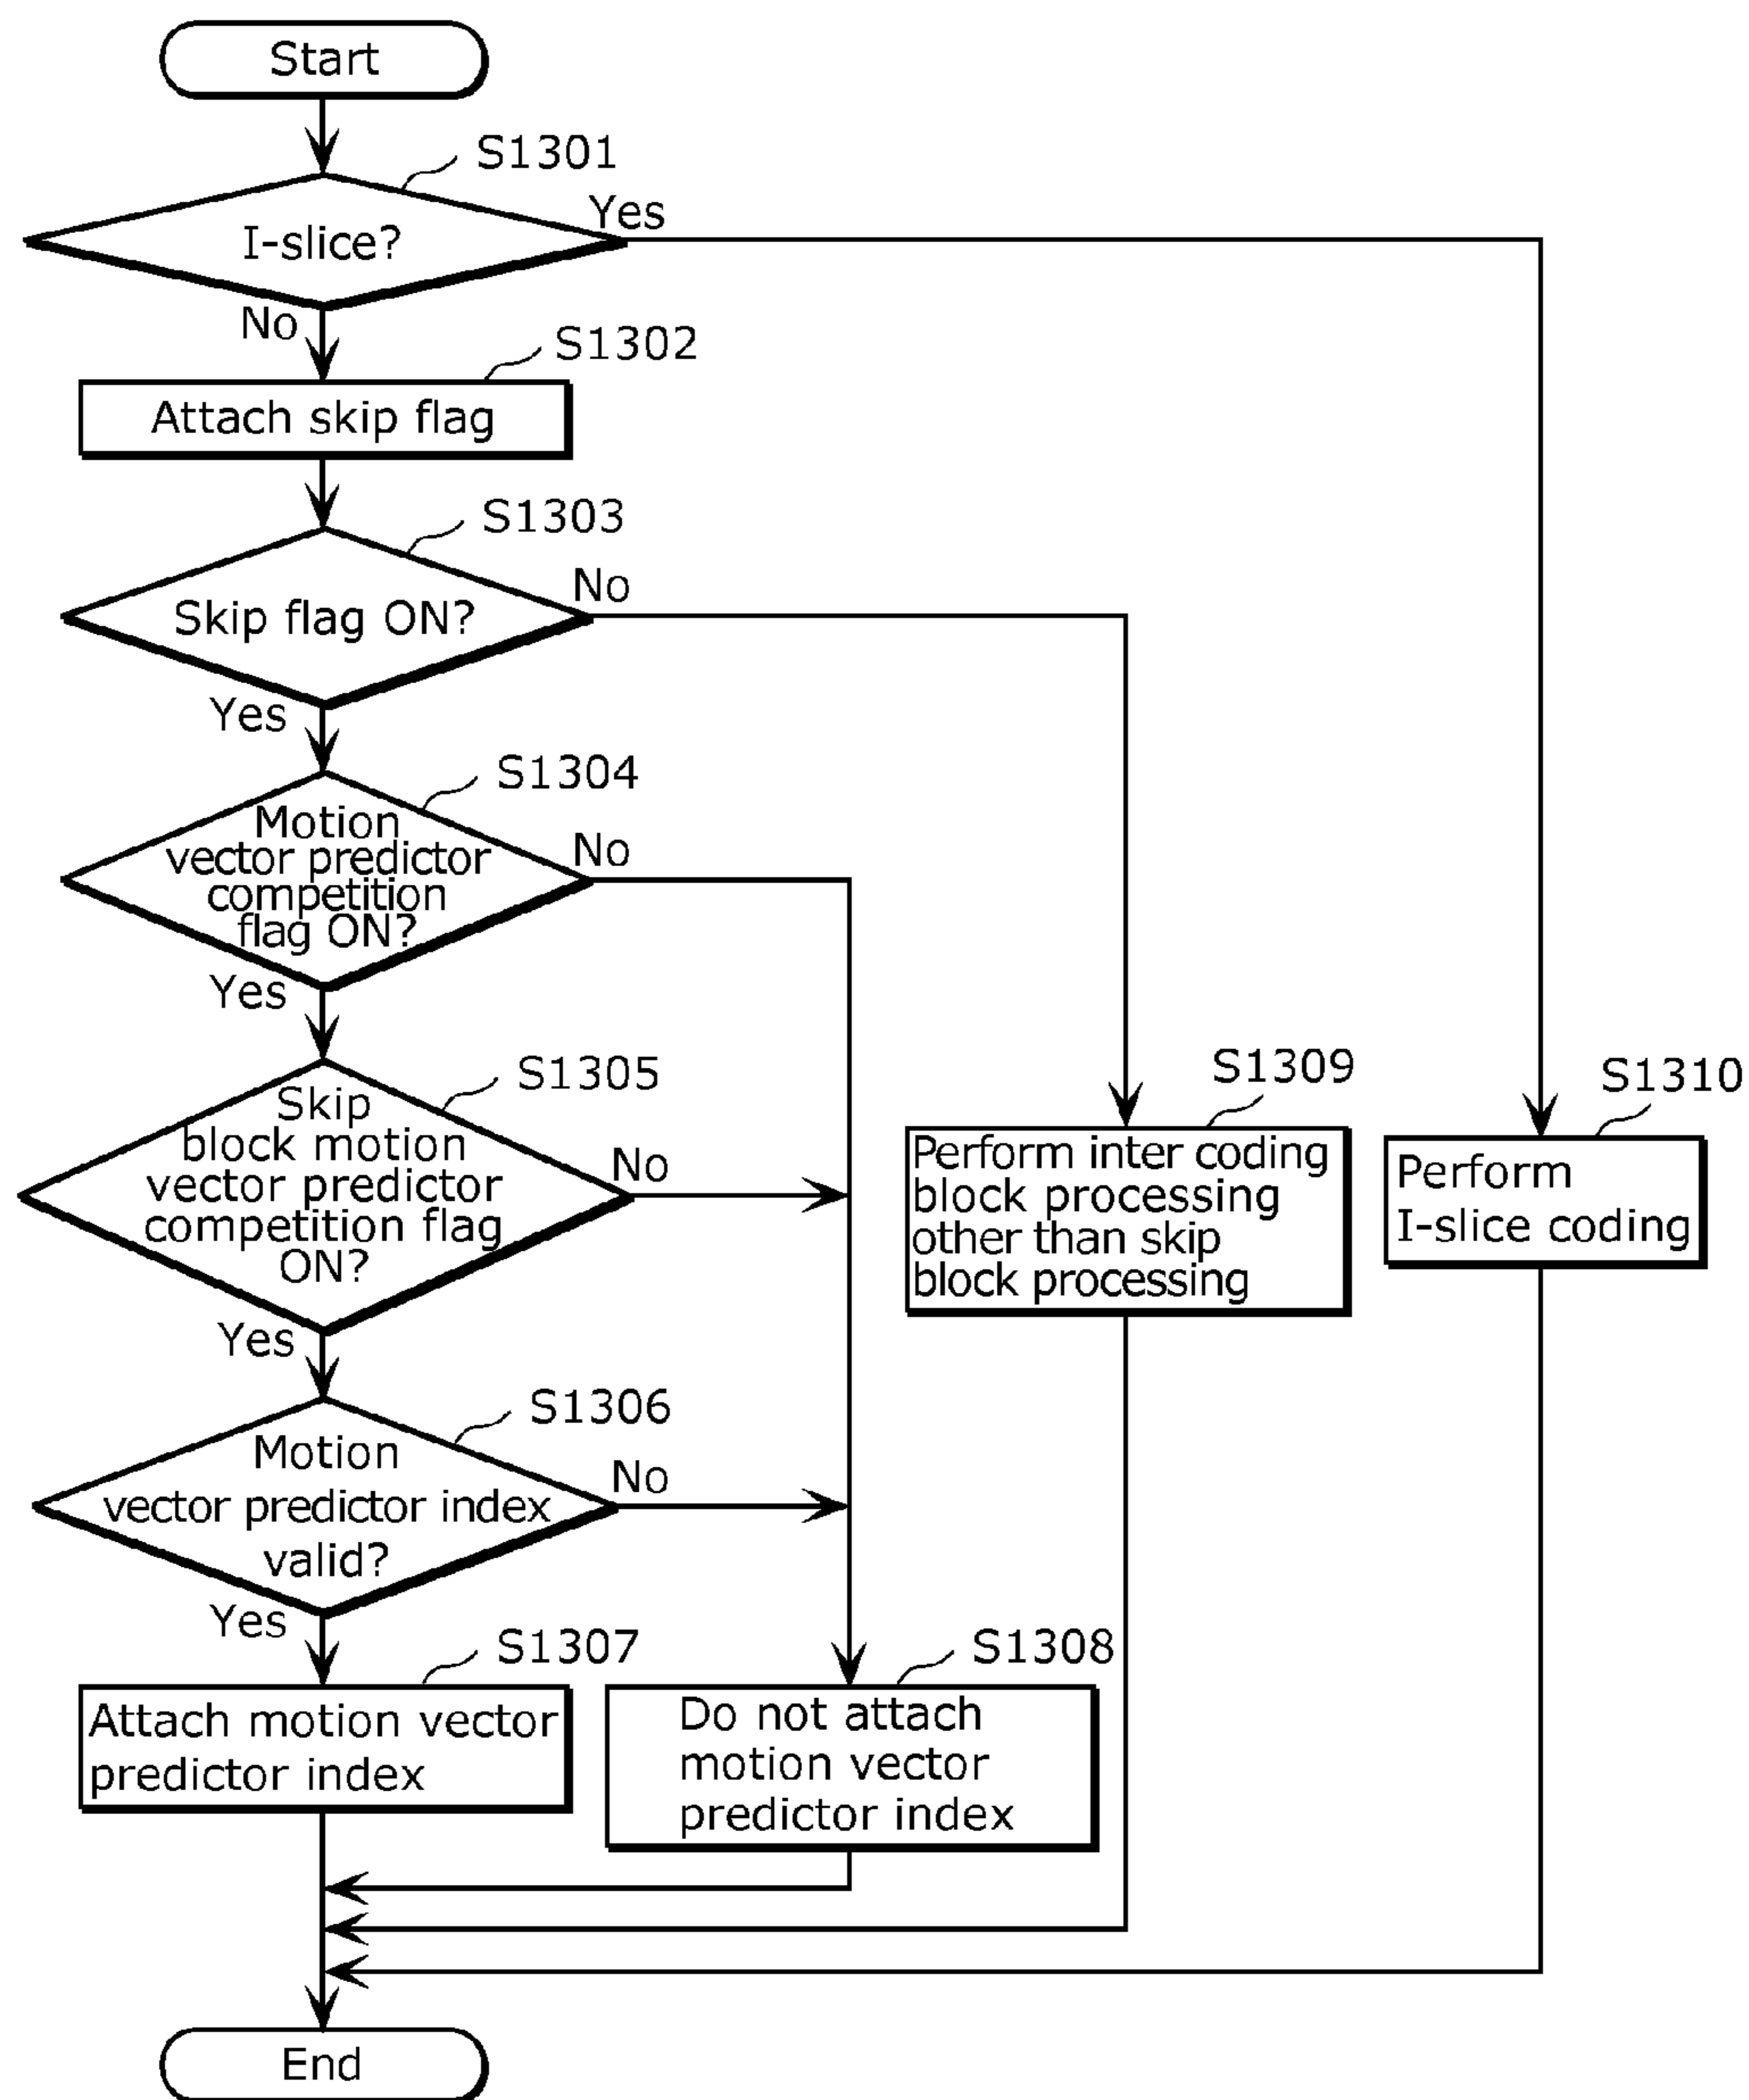 Start
S1301
Yes
I-slice?
No
S1302
Attach skip flag
S1303
No
Skip flag ON?
Yes
S1304
Motion
vector predictor
competition
flag ON?
No
Yes
S1305
Skip
block motion
vector predictor
competition flag
ON?
No
Yes
S1309
Perform inter coding
block processing
other than skip
block processing
S1310
Perform
I-slice coding
S1306
Motion
vector predictor index
valid?
No
Yes
S1307
Attach motion vector
predictor index
S1308
Do not attach
motion vector
predictor index
End